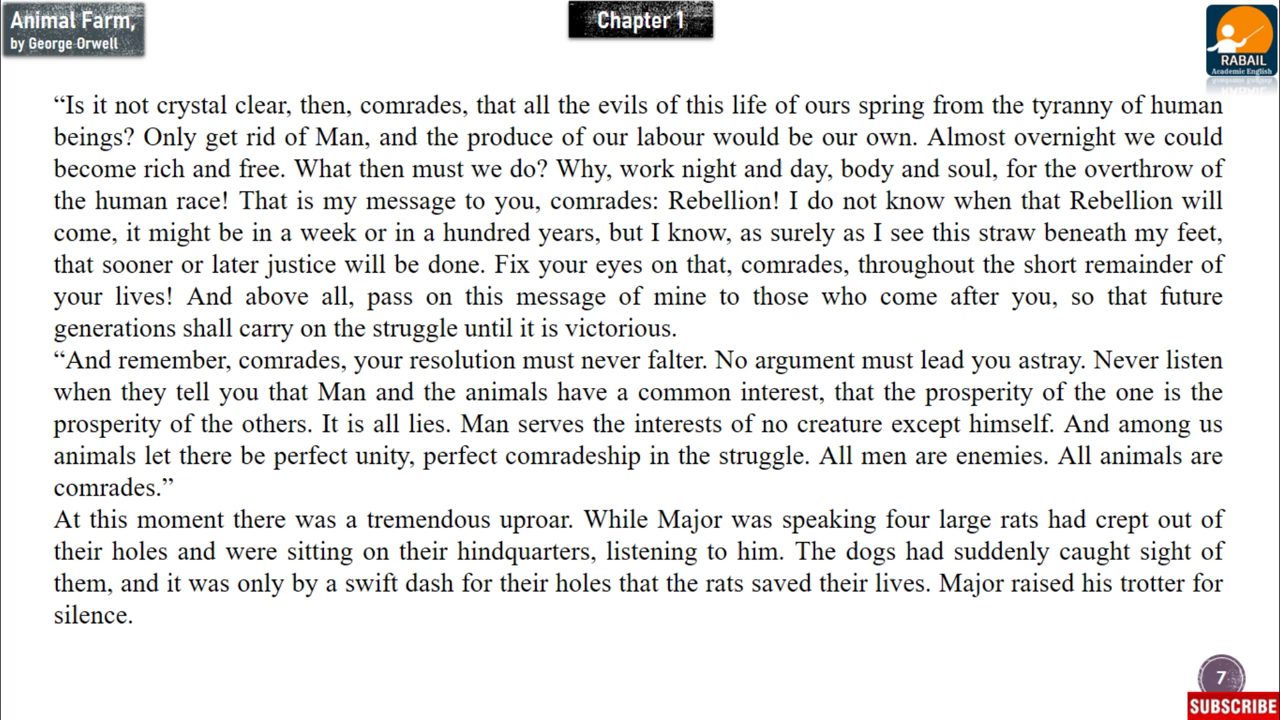 Animal Farm,
by George Orwell
Chapter 1
RABAIL
Academic English
“Is it not crystal clear, then, comrades, that all the evils of this life of ours spring from the tyranny of human
beings? Only get rid of Man, and the produce of our labour would be our own. Almost overnight we could
become rich and free. What then must we do? Why, work night and day, body and soul, for the overthrow of
the human race! That is my message to you, comrades: Rebellion! I do not know when that Rebellion will
come, it might be in a week or in a hundred years, but I know, as surely as I see this straw beneath my feet,
that sooner or later justice will be done. Fix your eyes on that, comrades, throughout the short remainder of
your lives! And above all, pass on this message of mine to those who come after you, so that future
generations shall carry on the struggle until it is victorious.
“And remember, comrades, your resolution must never falter. No argument must lead you astray. Never listen
when they tell you that Man and the animals have a common interest, that the prosperity of the one is the
prosperity of the others. It is all lies. Man serves the interests of no creature except himself. And among us
animals let there be perfect unity, perfect comradeship in the struggle. All men are enemies. All animals are
comrades.”
At this moment there was a tremendous uproar. While Major was speaking four large rats had crept out of
their holes and were sitting on their hindquarters, listening to him. The dogs had suddenly caught sight of
them, and it was only by a swift dash for their holes that the rats saved their lives. Major raised his trotter for
silence.
7
SUBSCRIBE